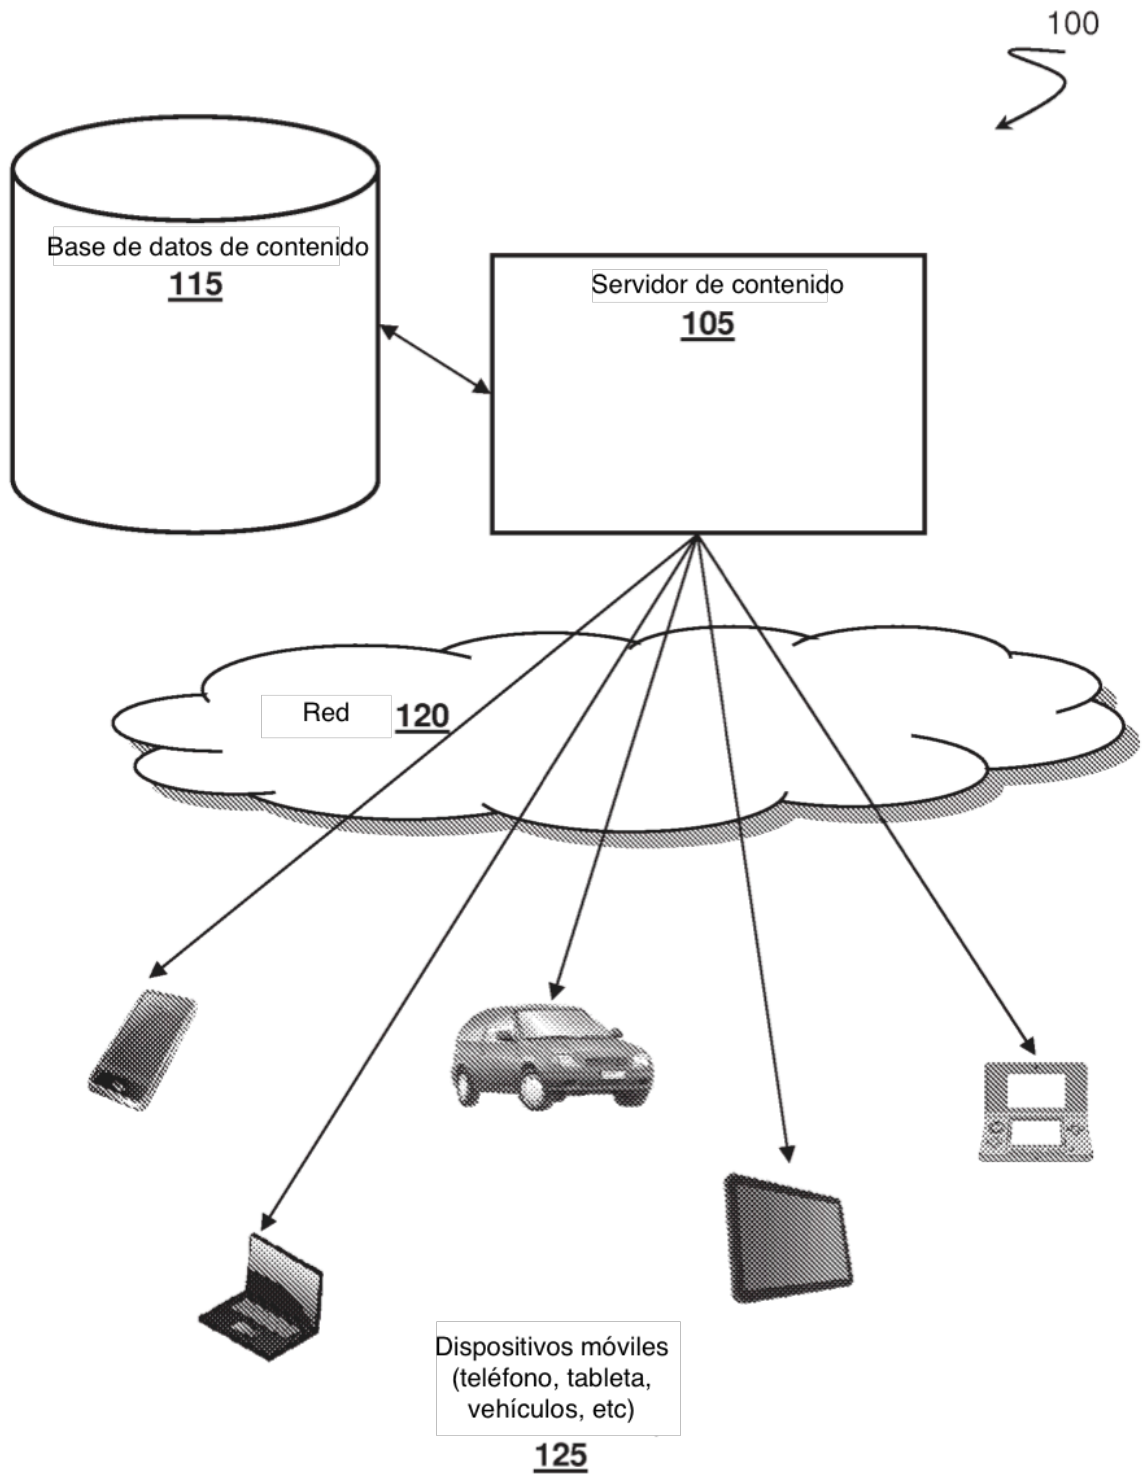 100
Base de datos de contenido
115
Servidor de contenido
105
Red 120
Dispositivos móviles
(teléfono, tableta,
vehículos, etc)
125